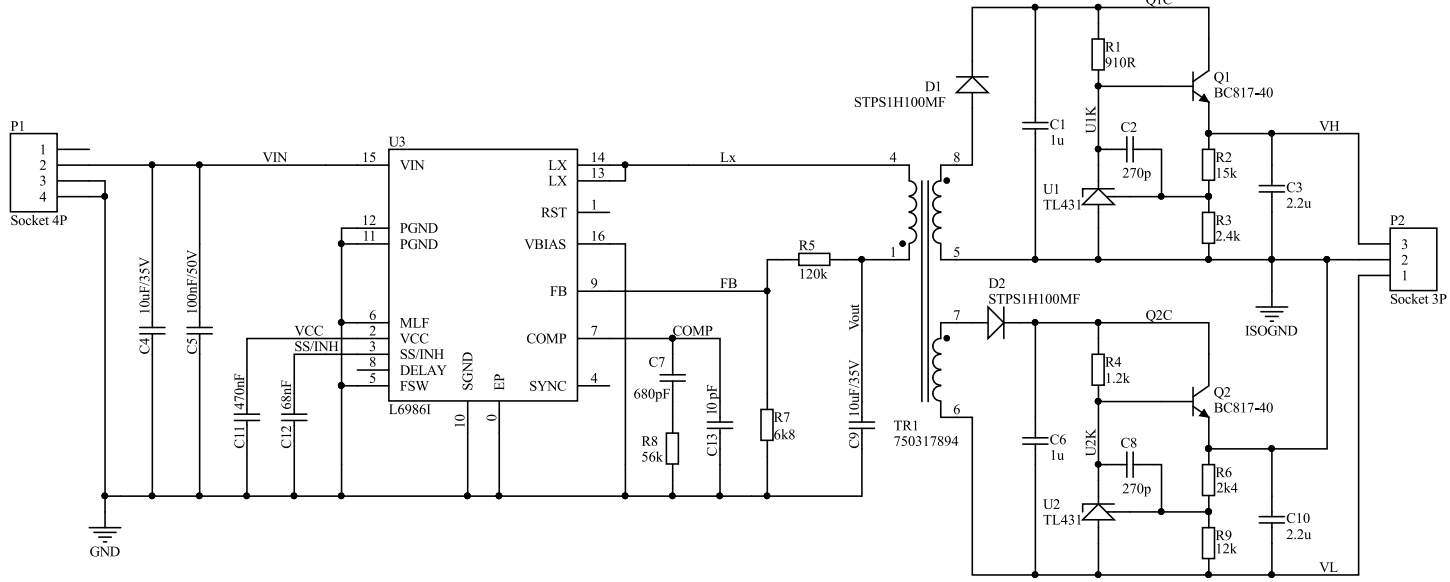 P1
1
2
3
4
Socket 4P
VIN
C4 10uF/35V
C5 100nF/50V
VCC
SS/INH
C11 470nF
C12 68nF
GND
U3
15 VIN
12 PGND
11 PGND
6 MLF
2 VCC
3 SS/INH
8 DELAY
5 FSW
L6986I
10 SGND
0 EP
LX 14
LX 13
RST 1
VBIAS 16
FB 9
COMP 7
SYNC 4
Lx
FB
COMP
C7
680pF
R8
56k
C13 10 pF
R5
120k
R7
6k8
Vout
C9 10uF/35V
4
1
8
5
7
6
TR1
750317894
D1
STPS1H100MF
Q1C
R1
910R
C1
1u
U1K
C2
270p
U1
TL431
Q1
BC817-40
R2
15k
R3
2.4k
C3
2.2u
VH
ISOGND
P2
3
2
1
Socket 3P
D2
STPS1H100MF
Q2C
R4
1.2k
C6
1u
U2K
C8
270p
U2
TL431
Q2
BC817-40
R6
2k4
R9
12k
C10
2.2u
VL